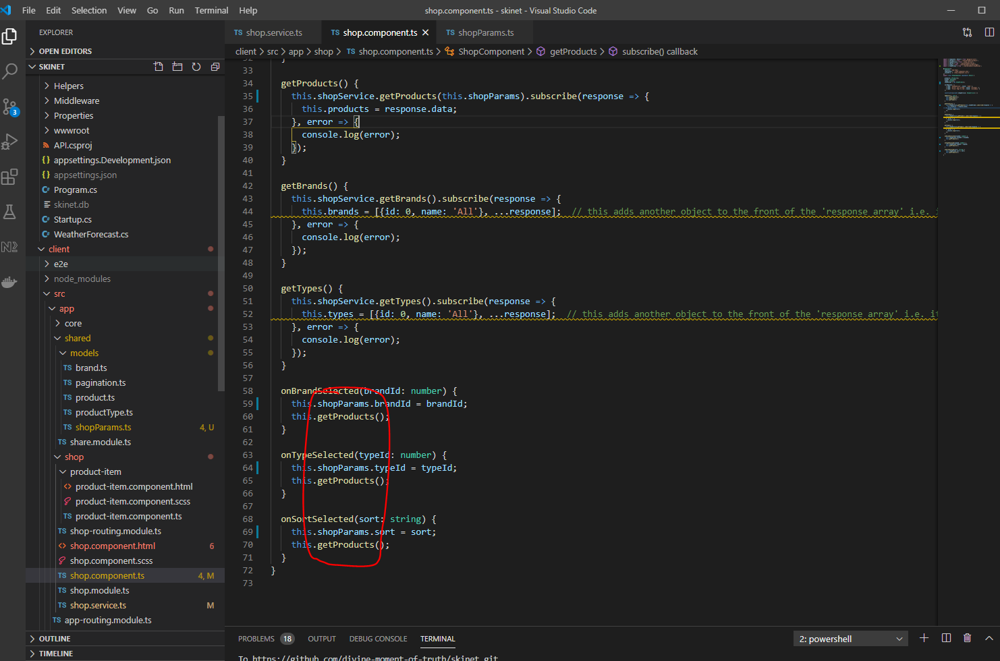 File Edit Selection View Go Run Terminal Help
shop.component.ts - skinet - Visual Studio Code
EXPLORER
OPEN EDITORS
SKINET
Helpers
Middleware
Properties
wwwroot
API.csproj
appsettings.Development.json
appsettings.json
Program.cs
skinet.db
Startup.cs
WeatherForecast.cs
client
e2e
node_modules
src
app
core
shared
models
TS brand.ts
TS pagination.ts
TS product.ts
TS productType.ts
TS shopParams.ts 4, U
TS share.module.ts
shop
product-item
product-item.component.html
product-item.component.scss
TS product-item.component.ts
TS shop-routing.module.ts
shop.component.html 6
shop.component.scss
TS shop.component.ts 4, M
TS shop.module.ts
TS shop.service.ts M
TS app-routing.module.ts
OUTLINE
TIMELINE
3
TS shop.service.ts TS shop.component.ts TS shopParams.ts
client > src > app > shop > TS shop.component.ts > ShopComponent > getProducts > subscribe() callback
32 }
33
34 getProducts() {
35 this.shopService.getProducts(this.shopParams).subscribe(response => {
36 this.products = response.data;
37 }, error => {
38 console.log(error);
39 });
40 }
41
42 getBrands() {
43 this.shopService.getBrands().subscribe(response => {
44 this.brands = [{id: 0, name: 'All'}, ...response]; // this adds another object to the front of the 'response array' i.e. i
45 }, error => {
46 console.log(error);
47 });
48 }
49
50 getTypes() {
51 this.shopService.getTypes().subscribe(response => {
52 this.types = [{id: 0, name: 'All'}, ...response]; // this adds another object to the front of the 'response array' i.e. it
53 }, error => {
54 console.log(error);
55 });
56 }
57
58 onBrandSelected(brandId: number) {
59 this.shopParams.brandId = brandId;
60 this.getProducts();
61 }
62
63 onTypeSelected(typeId: number) {
64 this.shopParams.typeId = typeId;
65 this.getProducts();
66 }
67
68 onSortSelected(sort: string) {
69 this.shopParams.sort = sort;
70 this.getProducts();
71 }
72 }
73
PROBLEMS 18 OUTPUT DEBUG CONSOLE TERMINAL 2: powershell
To https://github.com/divine-moment-of-truth/skinet.git